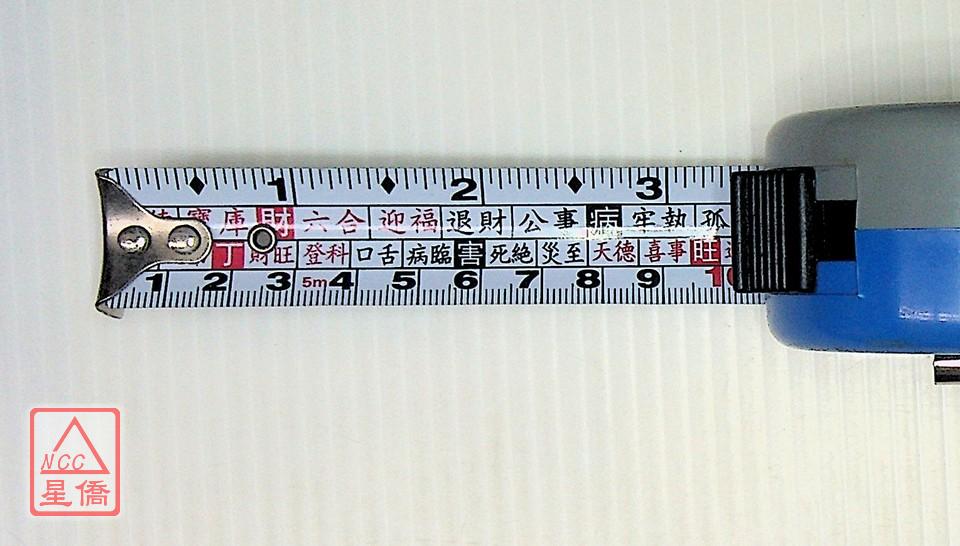 1 2 3
寶庫 財 六合 迎福 退財 公事 病 牢執 孤
丁 財旺 登科 口舌 病臨 害 死絕 災至 天德 喜事 旺
1 2 3 5m 4 5 6 7 8 9 10
NCC
星僑